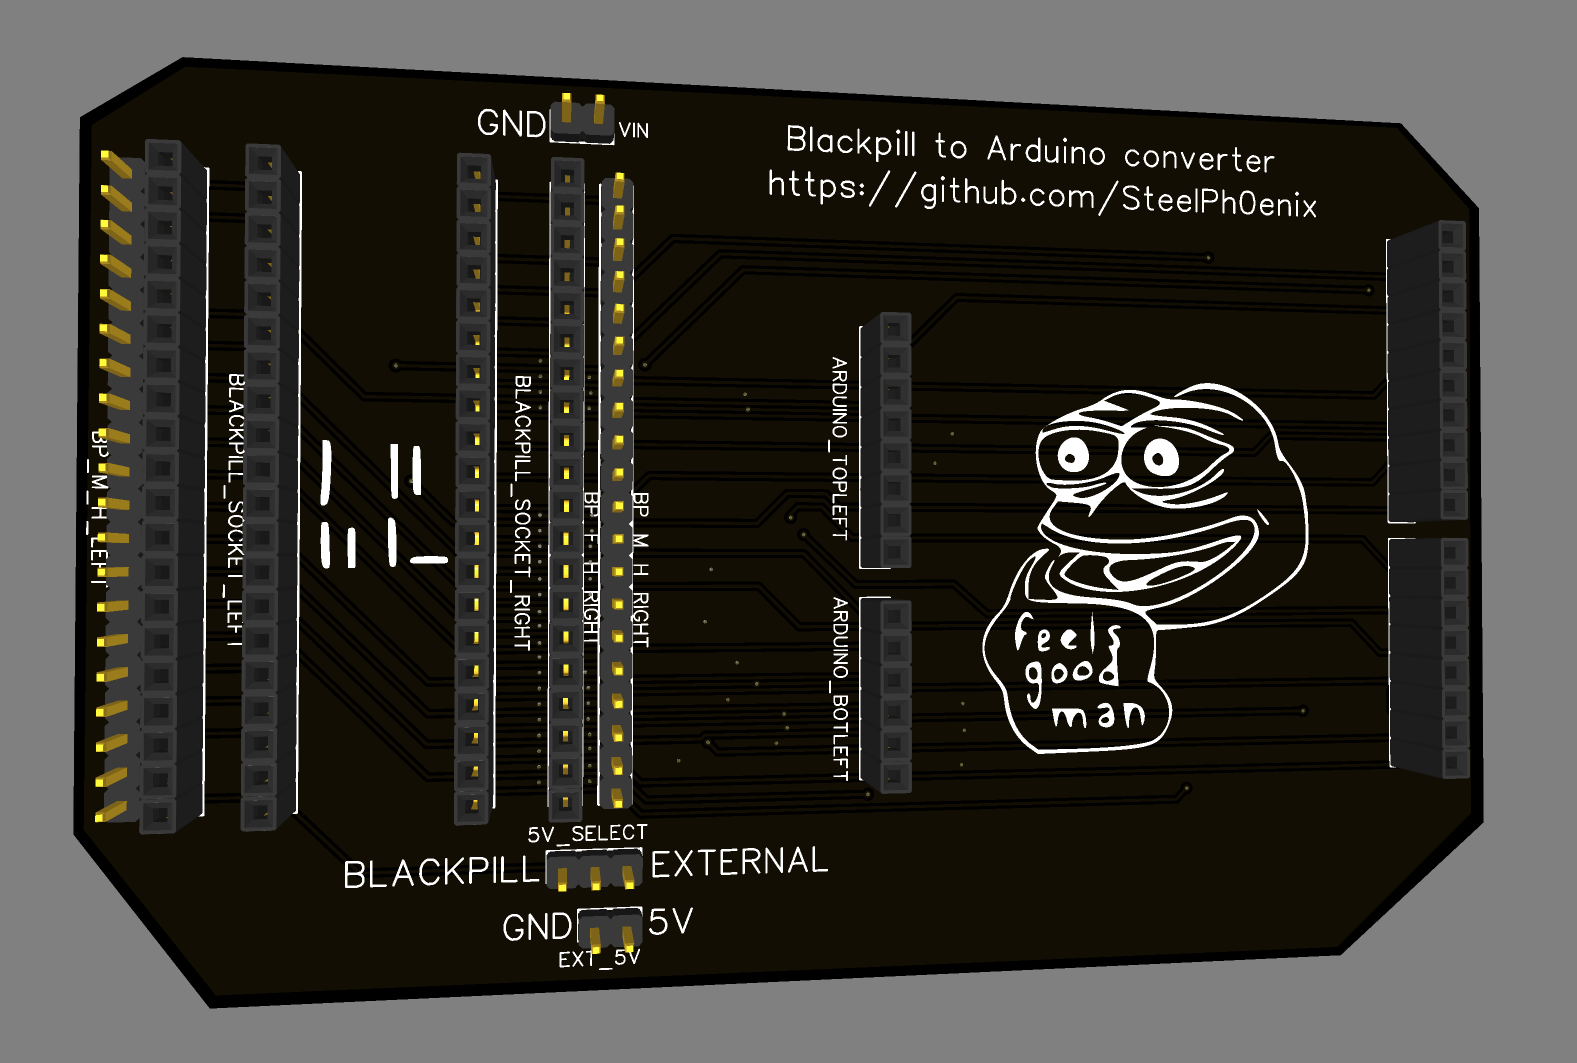 GND
VIN
Blackpill to Arduino converter
https://github.com/SteelPh0enix
BP_M_H_LEFT
BLACKPILL_SOCKET_LEFT
BLACKPILL_SOCKET_RIGHT
BP_F_H_RIGHT
BP_M_H_RIGHT
ARDUINO_TOPLEFT
ARDUINO_BOTLEFT
feels
good
man
5V_SELECT
BLACKPILL
EXTERNAL
GND
5V
EXT_5V